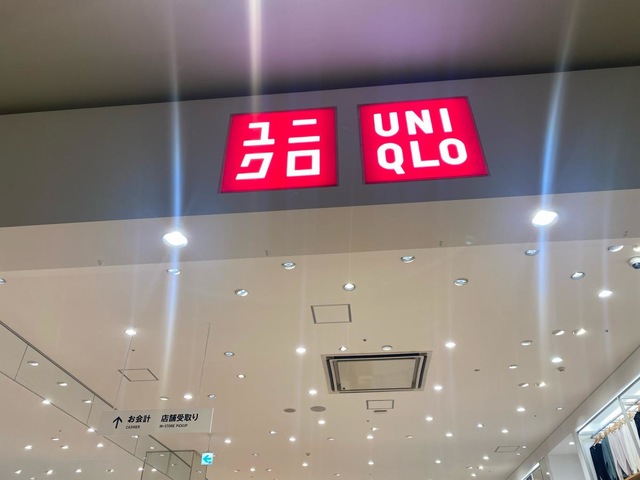 ユニ
クロ
UNI
QLO
お会計 店舗受取り
CASHIER IN-STORE PICKUP